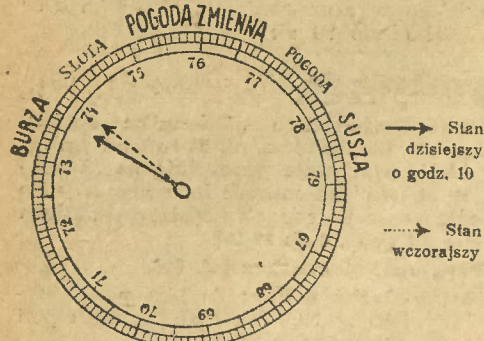 POGODA ZMIENNA
SŁOTA
POGODA
BURZA
SUSZA
76
75
77
74
78
73
79
72
67
71
68
70
69
Stan
dzisiejszy
o godz. 10
Stan
wczorajszy